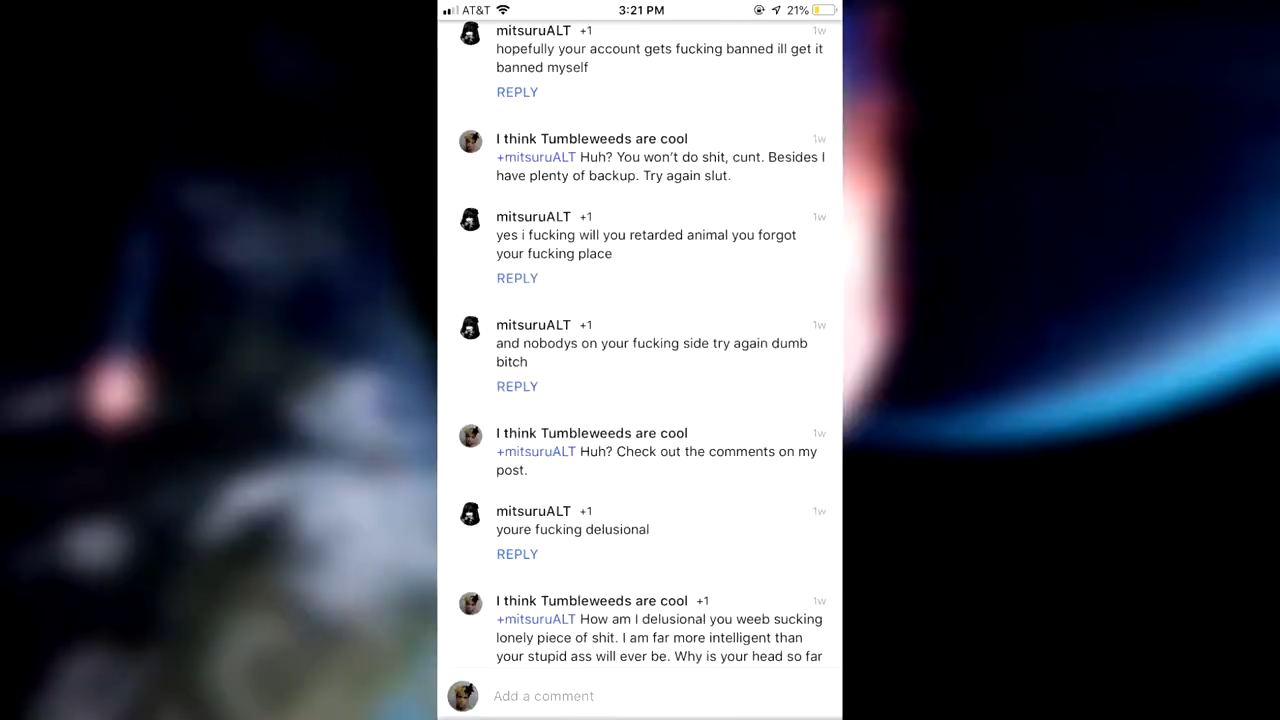 AT&T 3:21 PM 21%
mitsuruALT +1 1w
hopefully your account gets fucking banned ill get it
banned myself
REPLY
I think Tumbleweeds are cool 1w
+mitsuruALT Huh? You won't do shit, cunt. Besides I
have plenty of backup. Try again slut.
mitsuruALT +1 1w
yes i fucking will you retarded animal you forgot
your fucking place
REPLY
mitsuruALT +1 1w
and nobodys on your fucking side try again dumb
bitch
REPLY
I think Tumbleweeds are cool 1w
+mitsuruALT Huh? Check out the comments on my
post.
mitsuruALT +1 1w
youre fucking delusional
REPLY
I think Tumbleweeds are cool +1 1w
+mitsuruALT How am I delusional you weeb sucking
lonely piece of shit. I am far more intelligent than
your stupid ass will ever be. Why is your head so far
Add a comment